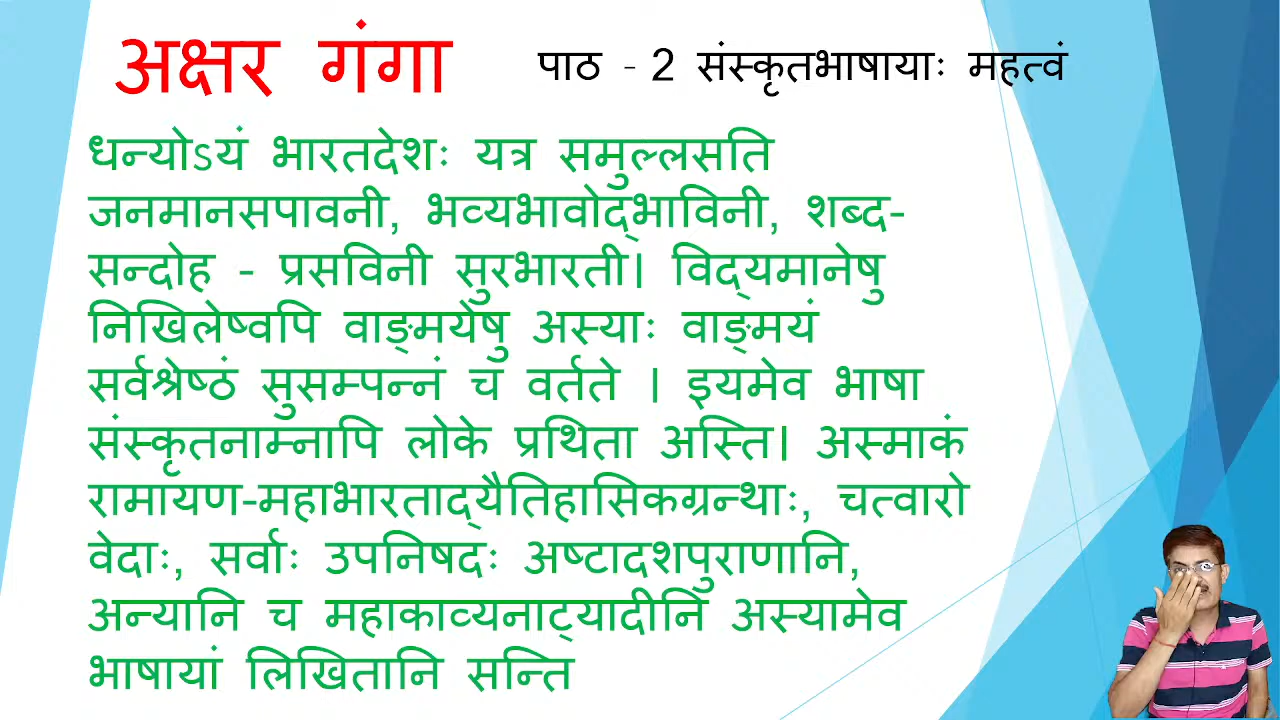 अक्षर गंगा
पाठ - 2 संस्कृतभाषायाः महत्वं
धन्योऽयं भारतदेशः यत्र समुल्लसति
जनमानसपावनी, भव्यभावोद्भाविनी, शब्द-
सन्दोह - प्रसविनी सुरभारती। विद्यमानेषु
निखिलेष्वपि वाङ्मयेषु अस्याः वाङ्मयं
सर्वश्रेष्ठं सुसम्पन्नं च वर्तते । इयमेव भाषा
संस्कृतनाम्नापि लोके प्रथिता अस्ति। अस्माकं
रामायण-महाभारताद्यैतिहासिकग्रन्थाः, चत्वारो
वेदाः, सर्वाः उपनिषदः अष्टादशपुराणानि,
अन्यानि च महाकाव्यनाट्यादीनि अस्यामेव
भाषायां लिखितानि सन्ति